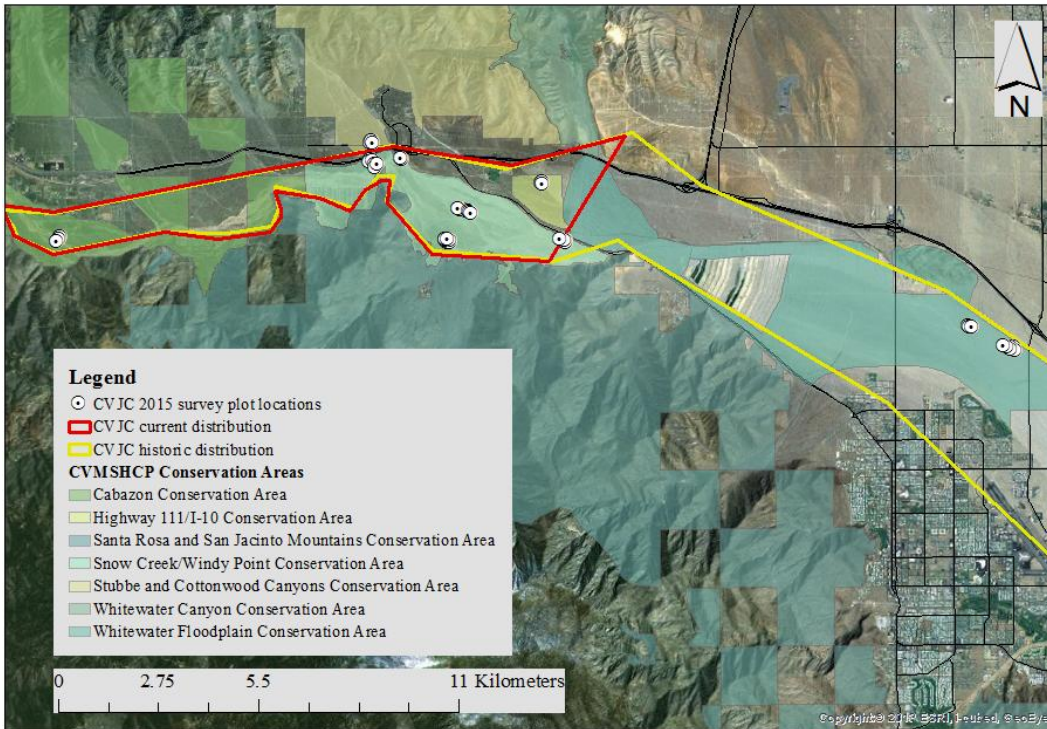 N
Legend
CVJC 2015 survey plot locations
CVJC current distribution
CVJC historic distribution
CVMSHCP Conservation Areas
Cabazon Conservation Area
Highway 111/I-10 Conservation Area
Santa Rosa and San Jacinto Mountains Conservation Area
Snow Creek/Windy Point Conservation Area
Stubbe and Cottonwood Canyons Conservation Area
Whitewater Canyon Conservation Area
Whitewater Floodplain Conservation Area
0 2.75 5.5 11 Kilometers
Copyright:© ESRI, GeoEye